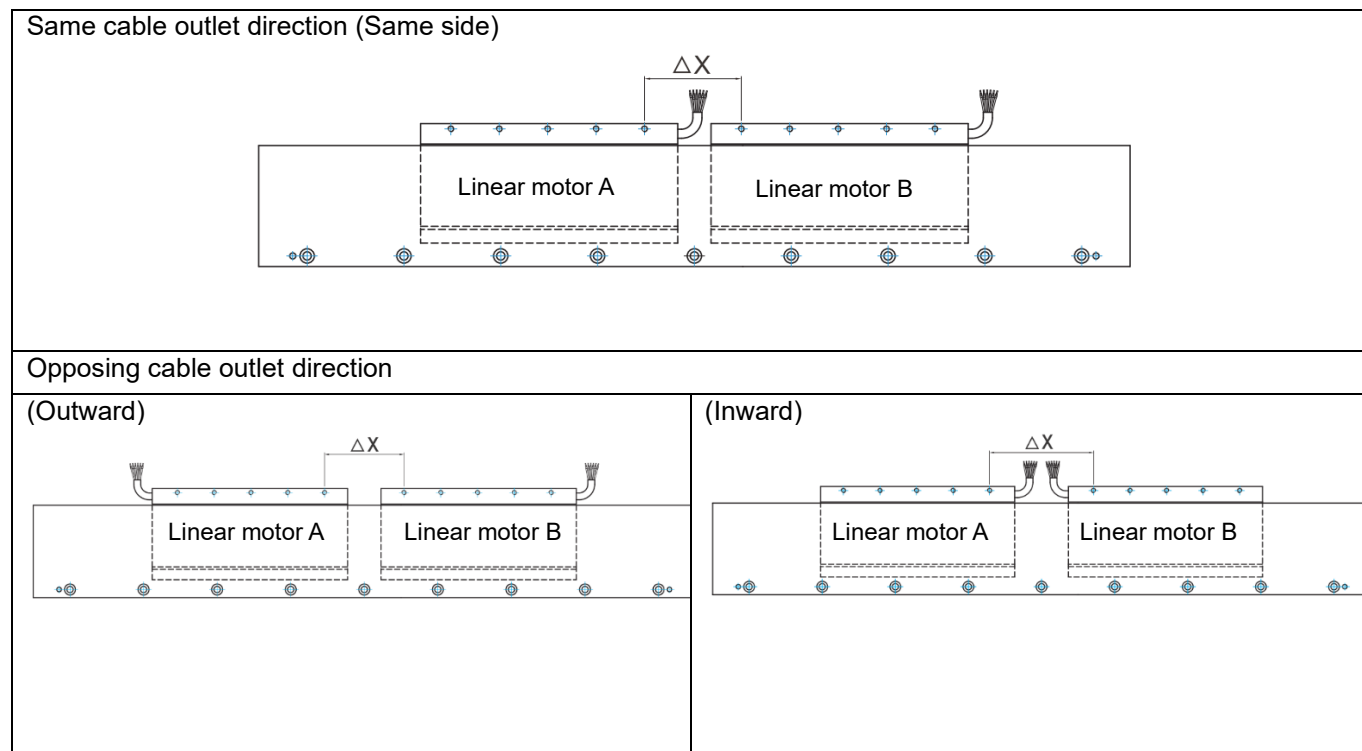 Same cable outlet direction (Same side)
△X
Linear motor A
Linear motor B
Opposing cable outlet direction
(Outward)
△X
Linear motor A
Linear motor B
(Inward)
△X
Linear motor A
Linear motor B